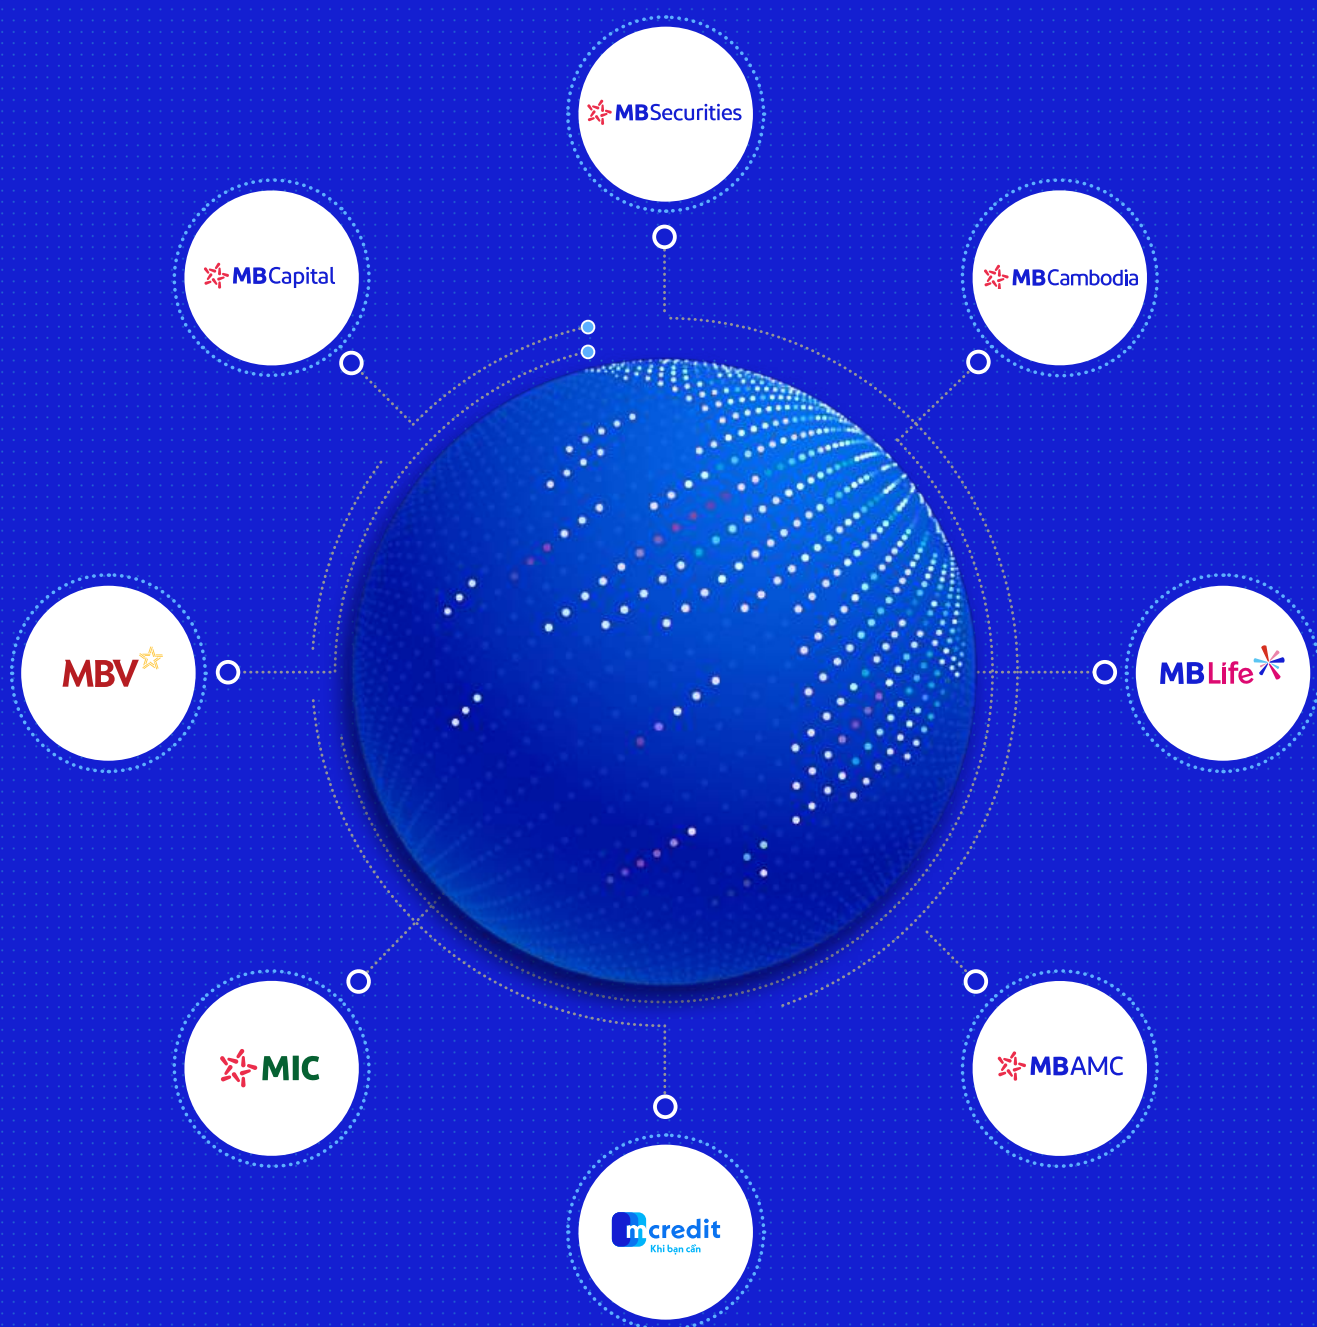 MBSecurities
MBCapital
MBCambodia
MBV
MBLife
MIC
MBAMC
mcredit
Khi bạn cần